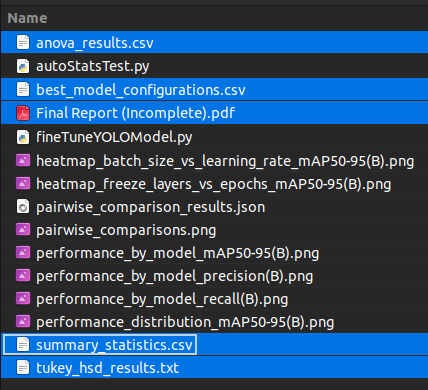 Name
anova_results.csv
autoStatsTest.py
best_model_configurations.csv
Final Report (Incomplete).pdf
fineTuneYOLOModel.py
heatmap_batch_size_vs_learning_rate_mAP50-95(B).png
heatmap_freeze_layers_vs_epochs_mAP50-95(B).png
pairwise_comparison_results.json
pairwise_comparisons.png
performance_by_model_mAP50-95(B).png
performance_by_model_precision(B).png
performance_by_model_recall(B).png
performance_distribution_mAP50-95(B).png
summary_statistics.csv
tukey_hsd_results.txt